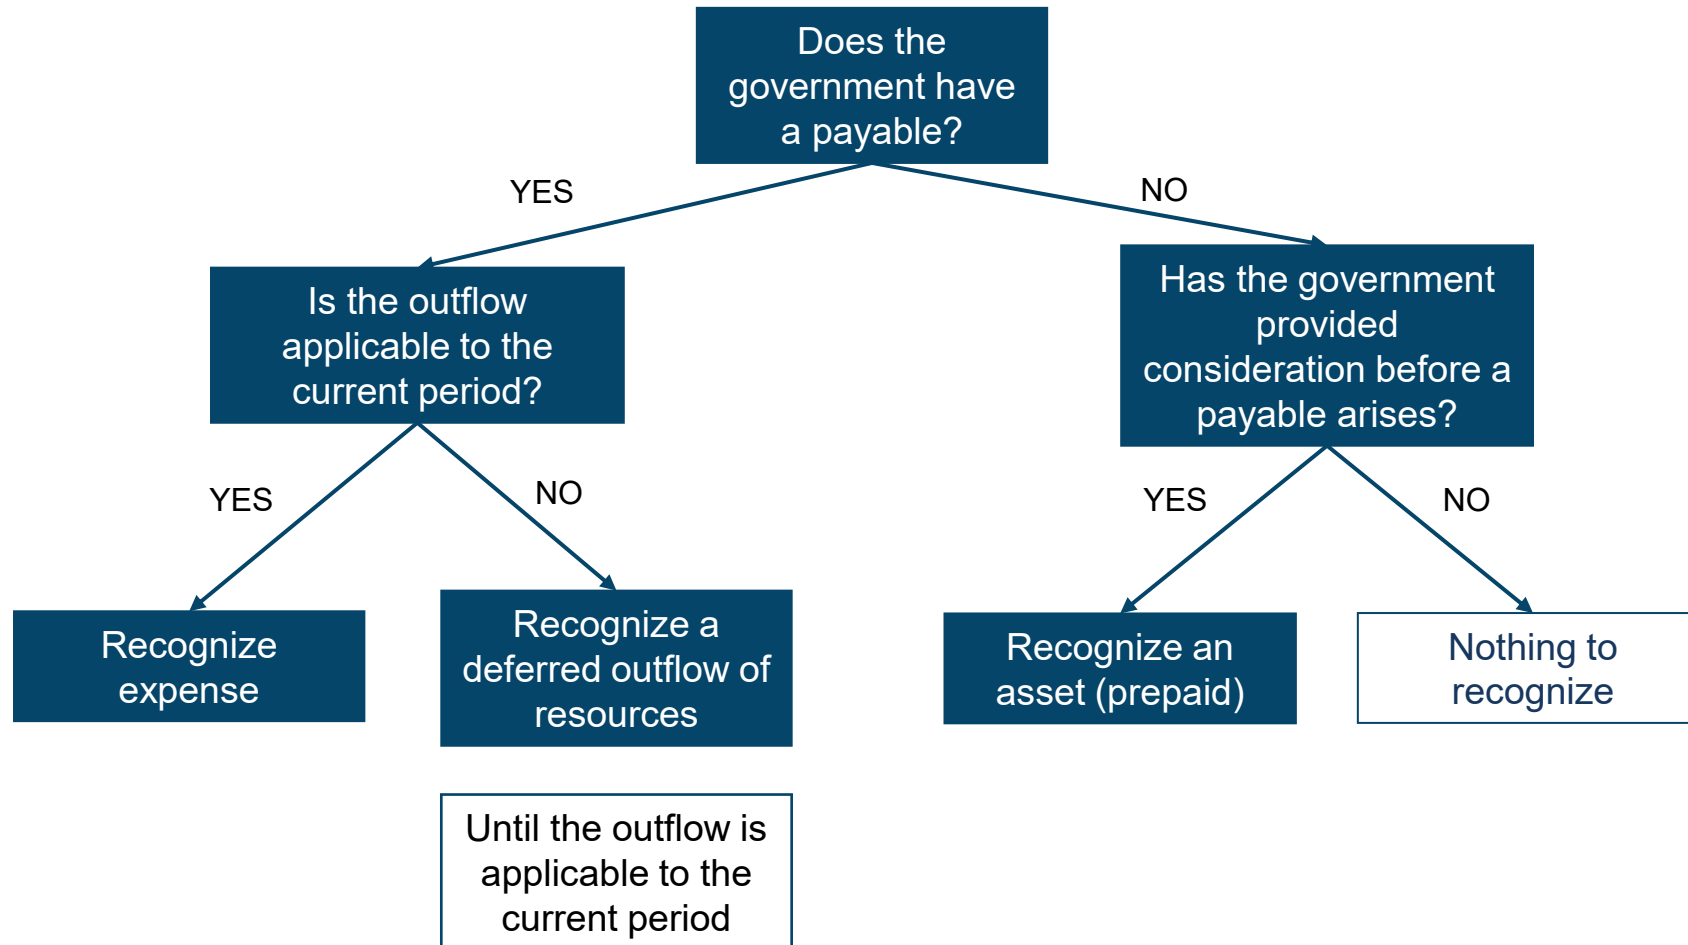 Does the
government have
a payable?
YES
NO
Is the outflow
applicable to the
current period?
Has the government
provided
consideration before a
payable arises?
YES
NO
YES
NO
Recognize
expense
Recognize a
deferred outflow of
resources
Recognize an
asset (prepaid)
Nothing to
recognize
Until the outflow is
applicable to the
current period